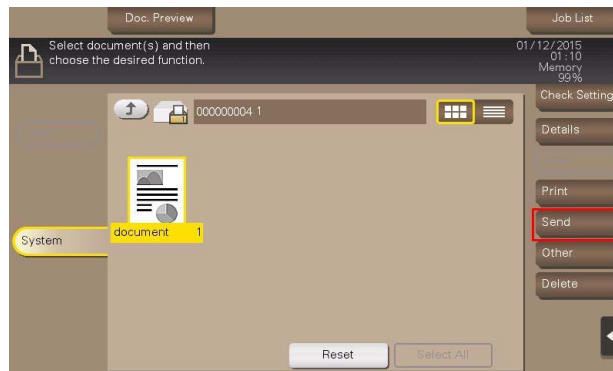 Doc. Preview
Job List
Select document(s) and then
choose the desired function.
01/12/2015
01:10
Memory
99%
000000004 1
Check Setting
Details
Print
Send
Other
Delete
System
document 1
Reset
Select All